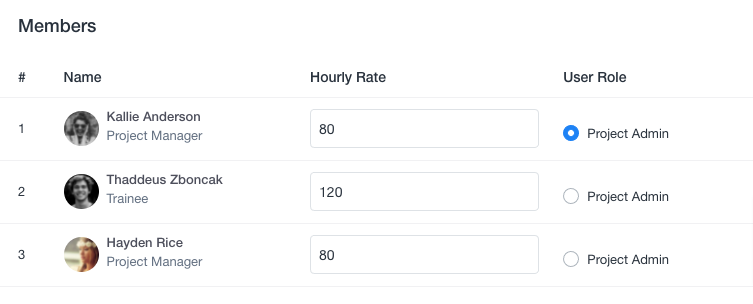 Members
# Name Hourly Rate User Role
1 Kallie Anderson 80 Project Admin
Project Manager
2 Thaddeus Zboncak 120 Project Admin
Trainee
3 Hayden Rice 80 Project Admin
Project Manager